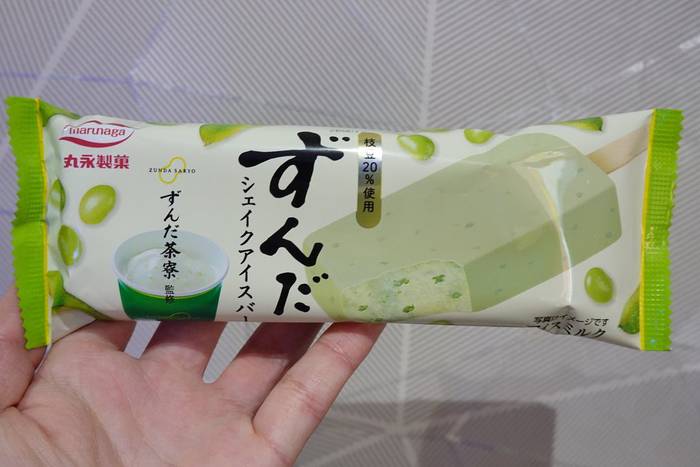 marunaga
丸永製菓
ZUNDA SARYO
ずんだ茶寮
監修
ずんだ
シェイクアイスバー
枝豆20%使用
写真はイメージです
アイスミルク